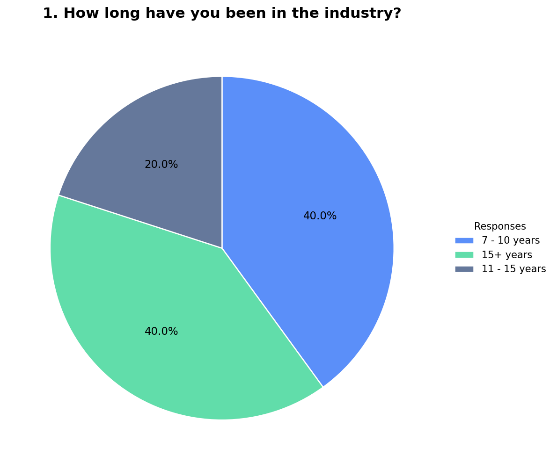 1. How long have you been in the industry?
20.0%
40.0%
40.0%
Responses
7 - 10 years
15+ years
11 - 15 years